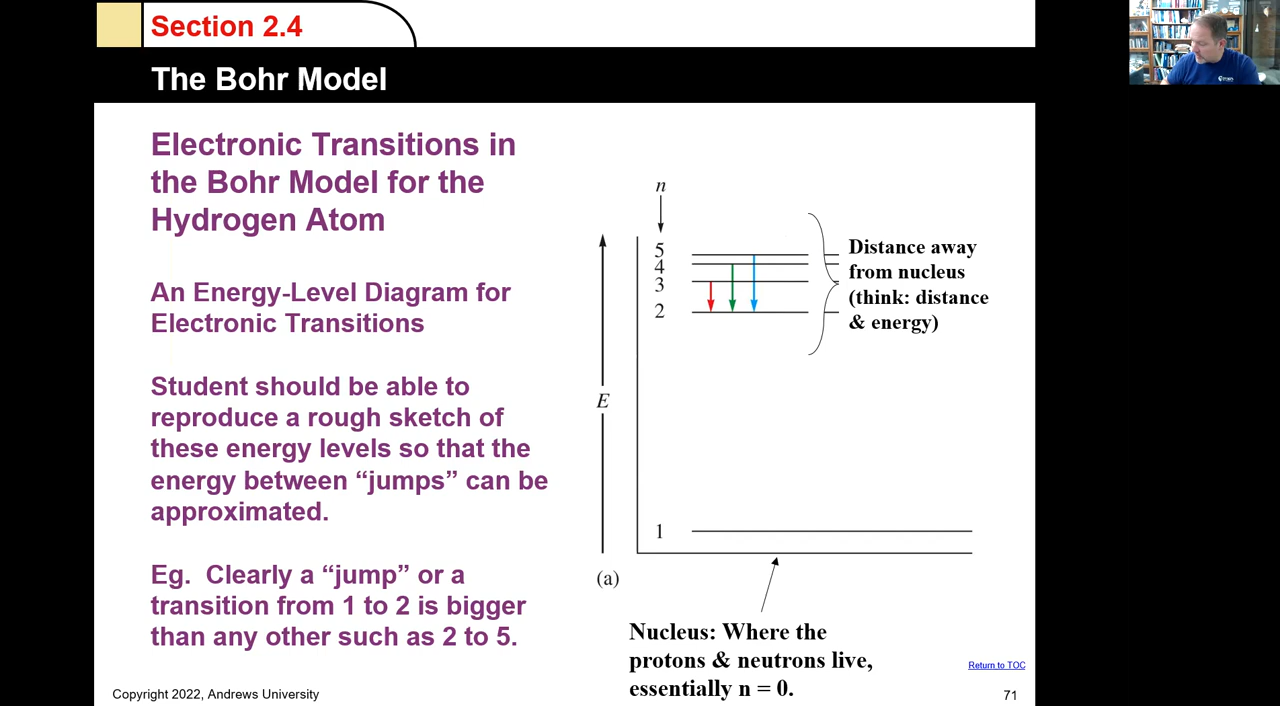 Section 2.4
The Bohr Model
Electronic Transitions in
the Bohr Model for the
Hydrogen Atom
An Energy-Level Diagram for
Electronic Transitions
Student should be able to
reproduce a rough sketch of
these energy levels so that the
energy between “jumps” can be
approximated.
Eg. Clearly a “jump” or a
transition from 1 to 2 is bigger
than any other such as 2 to 5.
n
5
4
3
2
1
E
(a)
Distance away
from nucleus
(think: distance
& energy)
Nucleus: Where the
protons & neutrons live,
essentially n = 0.
Return to TOC
Copyright 2022, Andrews University
71